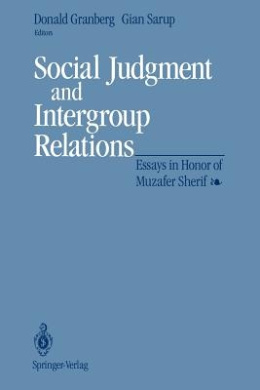 Donald Granberg Gian Sarup
Editors
Social Judgment
and Intergroup
Relations
Essays in Honor of
Muzafer Sherif ❧
Springer-Verlag